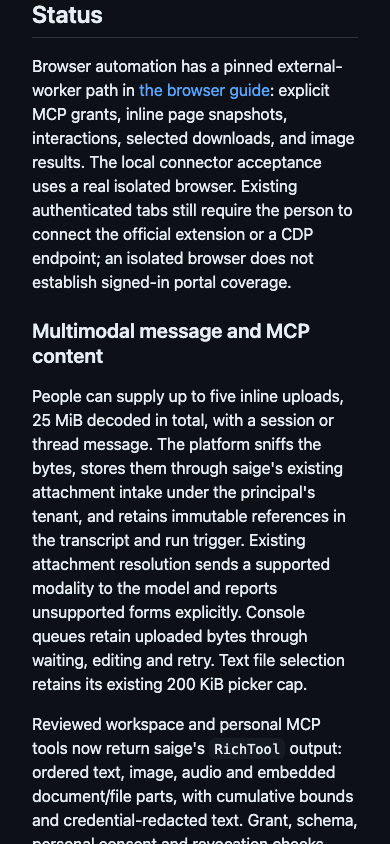 Status
Browser automation has a pinned external-
worker path in the browser guide: explicit
MCP grants, inline page snapshots,
interactions, selected downloads, and image
results. The local connector acceptance
uses a real isolated browser. Existing
authenticated tabs still require the person to
connect the official extension or a CDP
endpoint; an isolated browser does not
establish signed-in portal coverage.
Multimodal message and MCP
content
People can supply up to five inline uploads,
25 MiB decoded in total, with a session or
thread message. The platform sniffs the
bytes, stores them through saige's existing
attachment intake under the principal's
tenant, and retains immutable references in
the transcript and run trigger. Existing
attachment resolution sends a supported
modality to the model and reports
unsupported forms explicitly. Console
queues retain uploaded bytes through
waiting, editing and retry. Text file selection
retains its existing 200 KiB picker cap.
Reviewed workspace and personal MCP
tools now return saige's RichTool output:
ordered text, image, audio and embedded
document/file parts, with cumulative bounds
and credential-redacted text. Grant, schema,
personal consent and revocation checks